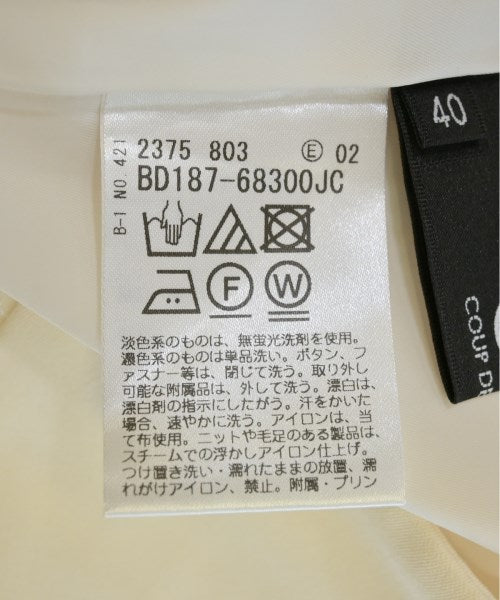 40
B-1 NO. 421
2375 803 Ⓔ 02
BD187-68300JC
F W
淡色系のものは、無蛍光洗剤を使用。
濃色系のものは単品洗い。ボタン、フ
ァスナー等は、閉じて洗う。取り外し
可能な附属品は、外して洗う。漂白は、
漂白剤の指示にしたがう。汗をかいた
場合、速やかに洗う。アイロンは、当
て布使用。ニットや毛足のある製品は、
スチームでの浮かしアイロン仕上げ。
つけ置き洗い・濡れたままの放置、濡
れがけアイロン、禁止。附属・プリン
COUP DE